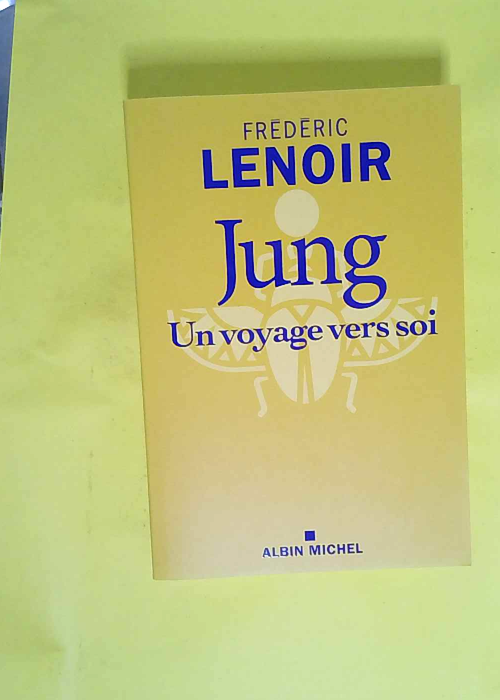 FRÉDÉRIC
LENOIR
Jung
Un voyage vers soi
ALBIN MICHEL